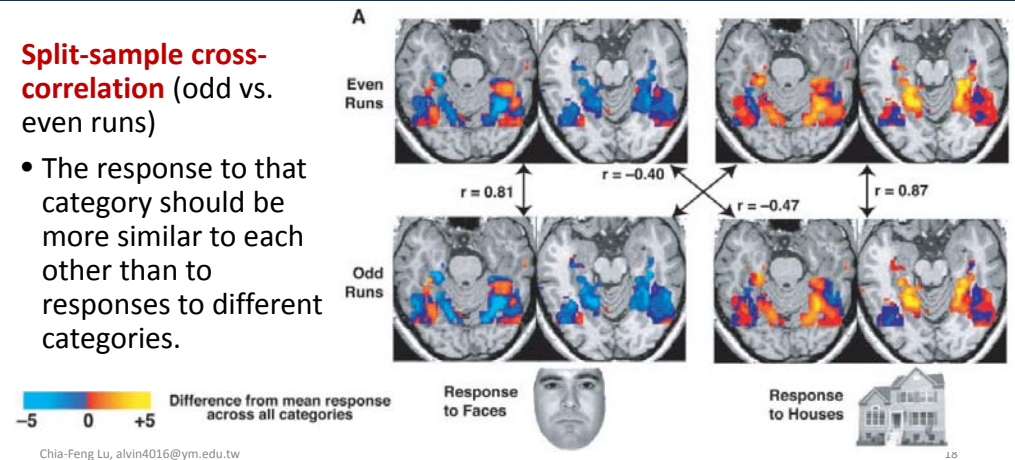 Split-sample cross-
correlation (odd vs.
even runs)
• The response to that
category should be
more similar to each
other than to
responses to different
categories.
A
Even
Runs
r = 0.81
r = –0.40
r = –0.47
r = 0.87
Odd
Runs
Response
to Faces
Response
to Houses
–5 0 +5
Difference from mean response
across all categories
Chia-Feng Lu, alvin4016@ym.edu.tw
18